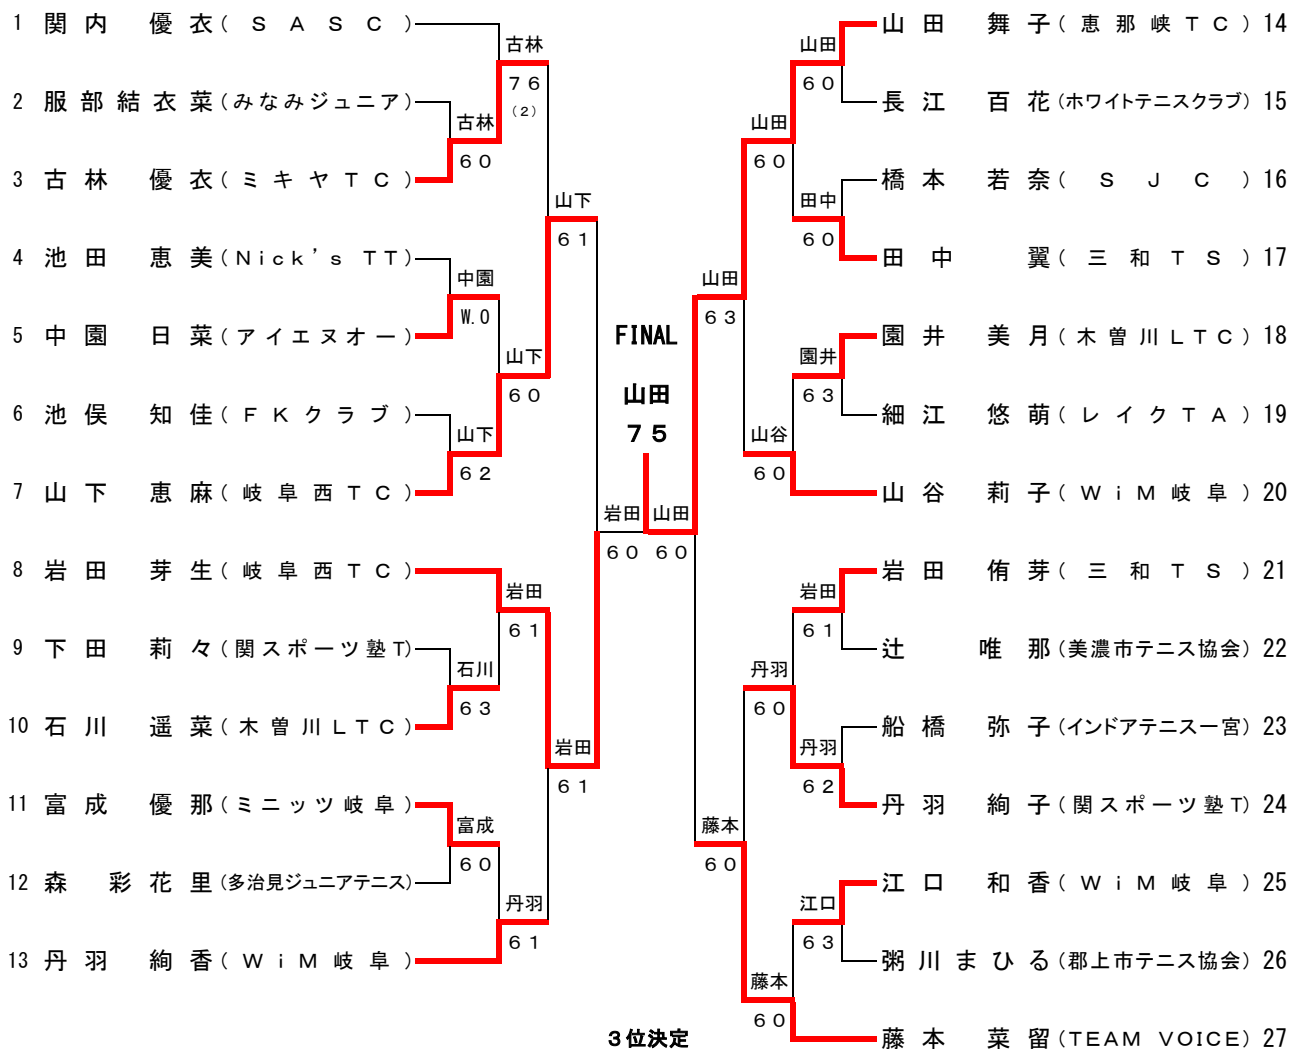 1 関内 優衣(SASC)
2 服部結衣菜(みなみジュニア)
3 古林 優衣(ミキヤTC)
4 池田 恵美(Nick's TT)
5 中園 日菜(アイエヌオー)
6 池俣 知佳(FKクラブ)
7 山下 恵麻(岐阜西TC)
8 岩田 芽生(岐阜西TC)
9 下田 莉々(関スポーツ塾T)
10 石川 遥菜(木曽川LTC)
11 富成 優那(ミニッツ岐阜)
12 森 彩花里(多治見ジュニアテニス)
13 丹羽 絢香(WiM岐阜)
古林
60
中園
W.O
山下
62
石川
63
富成
60
古林
76
(2)
山下
60
岩田
61
丹羽
61
山下
61
岩田
61
岩田
60
FINAL
山田
75
山田
60
山田
63
藤本
60
山田
60
山谷
60
丹羽
60
藤本
60
山田
60
田中
60
園井
63
岩田
61
丹羽
62
江口
63
山田 舞子(恵那峡TC) 14
長江 百花(ホワイトテニスクラブ) 15
橋本 若奈(SJC) 16
田中 翼(三和TS) 17
園井 美月(木曽川LTC) 18
細江 悠萌(レイクTA) 19
山谷 莉子(WiM岐阜) 20
岩田 侑芽(三和TS) 21
辻 唯那(美濃市テニス協会) 22
船橋 弥子(インドアテニス一宮) 23
丹羽 絢子(関スポーツ塾T) 24
江口 和香(WiM岐阜) 25
粥川まひる(郡上市テニス協会) 26
藤本 菜留(TEAM VOICE) 27
3位決定